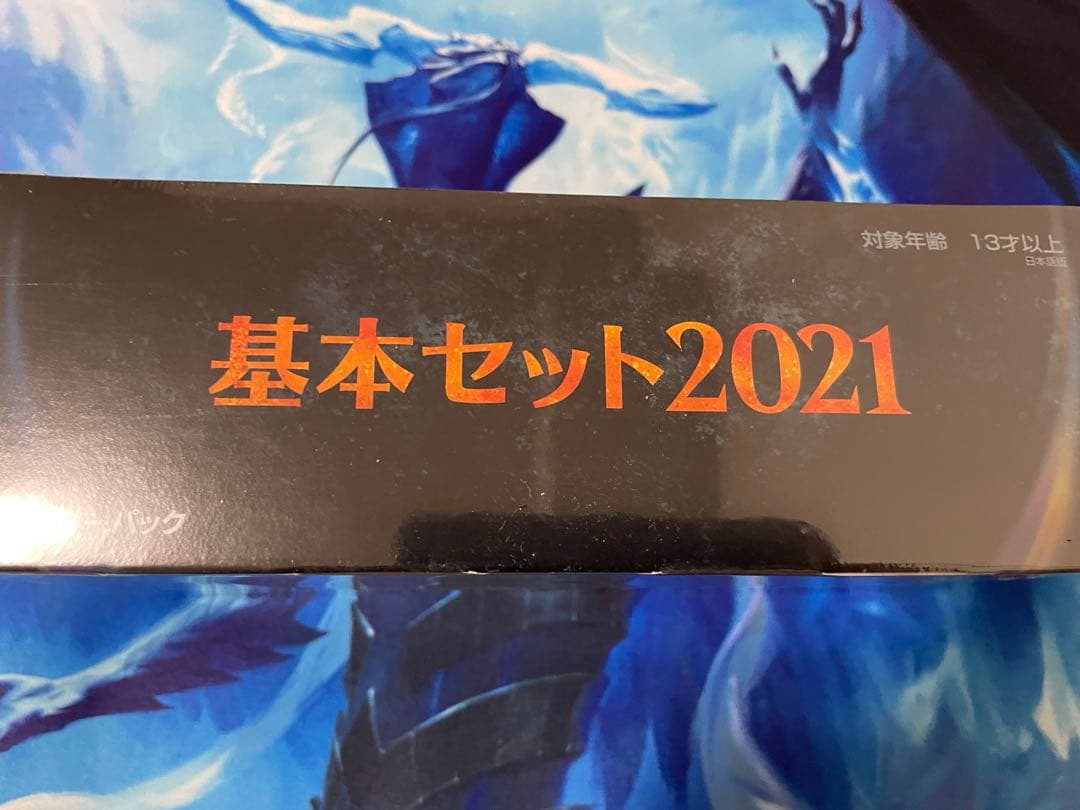 対象年齢 13才以上
日本語版
基本セット2021
ーパック